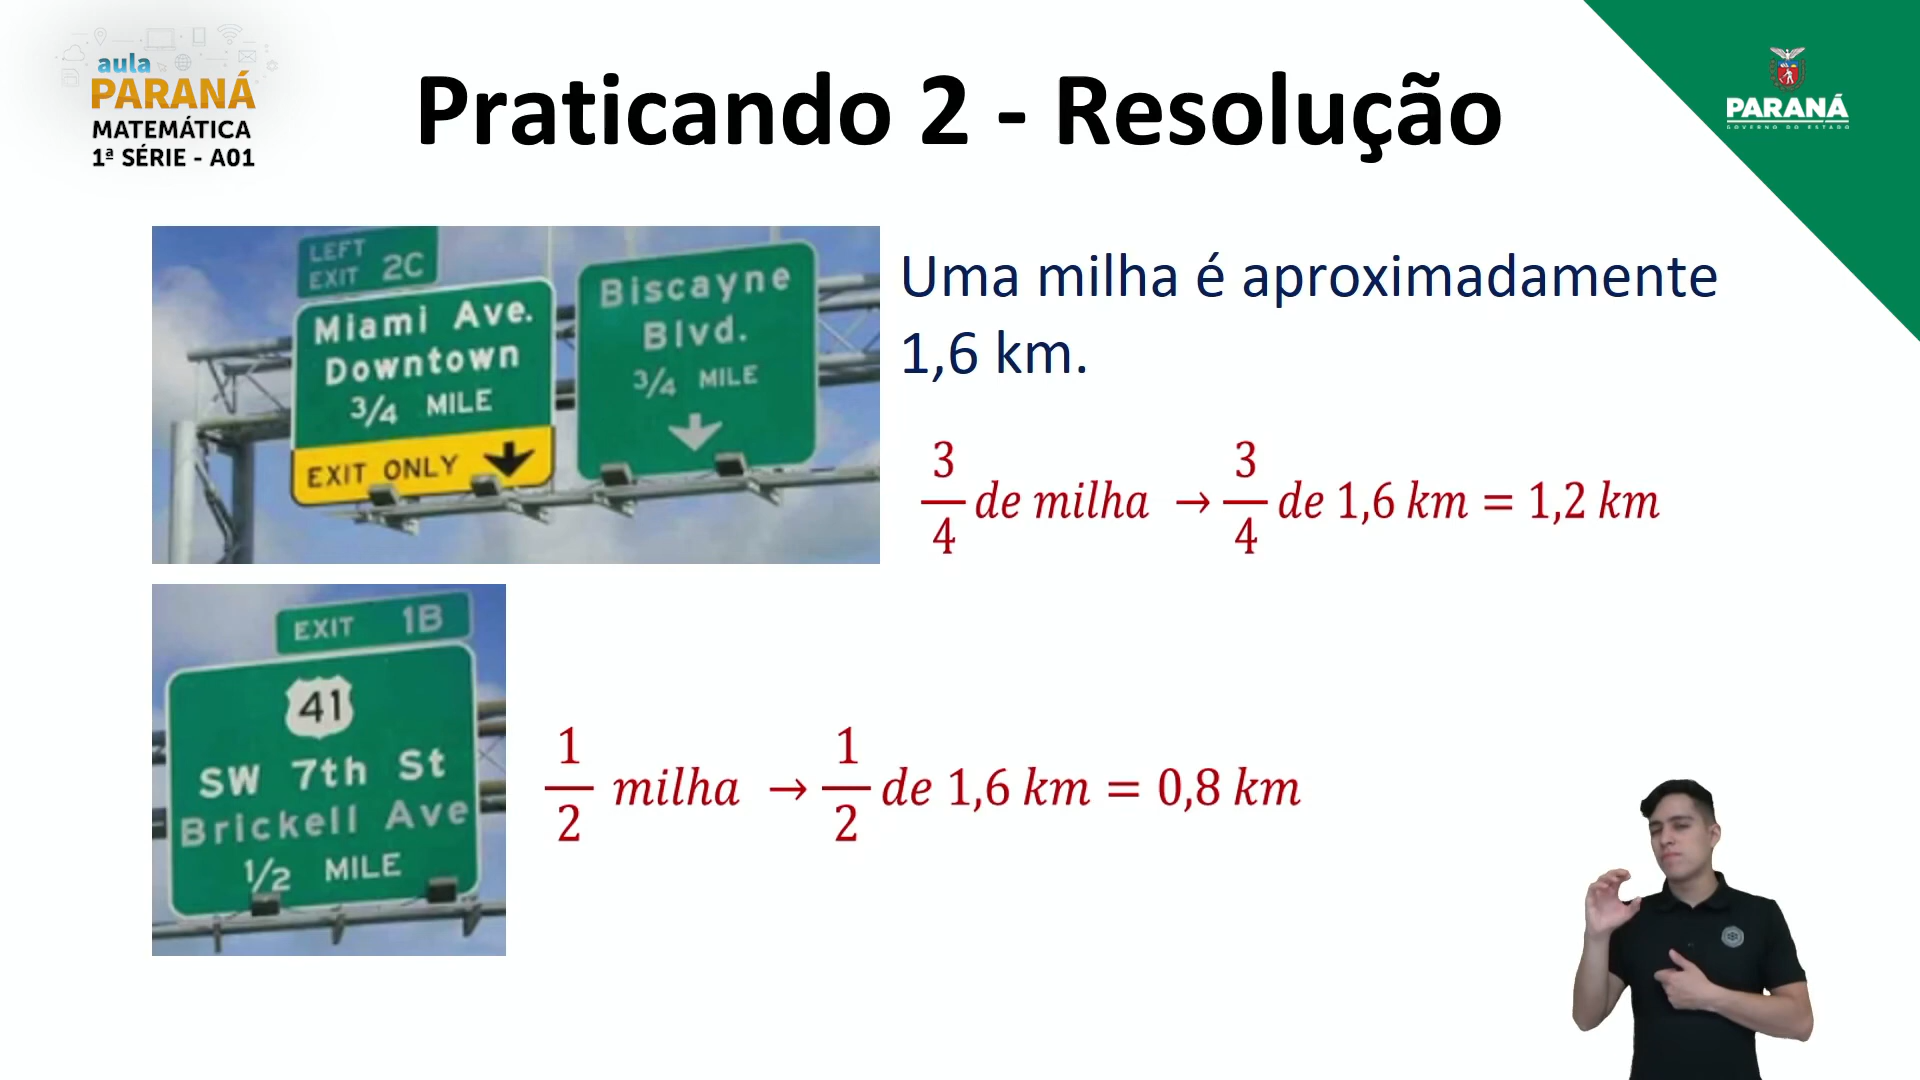 aula
PARANÁ
MATEMÁTICA
1ª SÉRIE - A01
Praticando 2 - Resolução
PARANÁ
GOVERNO DO ESTADO
LEFT
EXIT 2C
Miami Ave.
Downtown
3/4 MILE
EXIT ONLY
Biscayne
Blvd.
3/4 MILE
Uma milha é aproximadamente
1,6 km.
3/4 de milha → 3/4 de 1,6 km = 1,2 km
EXIT 1B
41
SW 7th St
Brickell Ave
1/2 MILE
1/2 milha → 1/2 de 1,6 km = 0,8 km